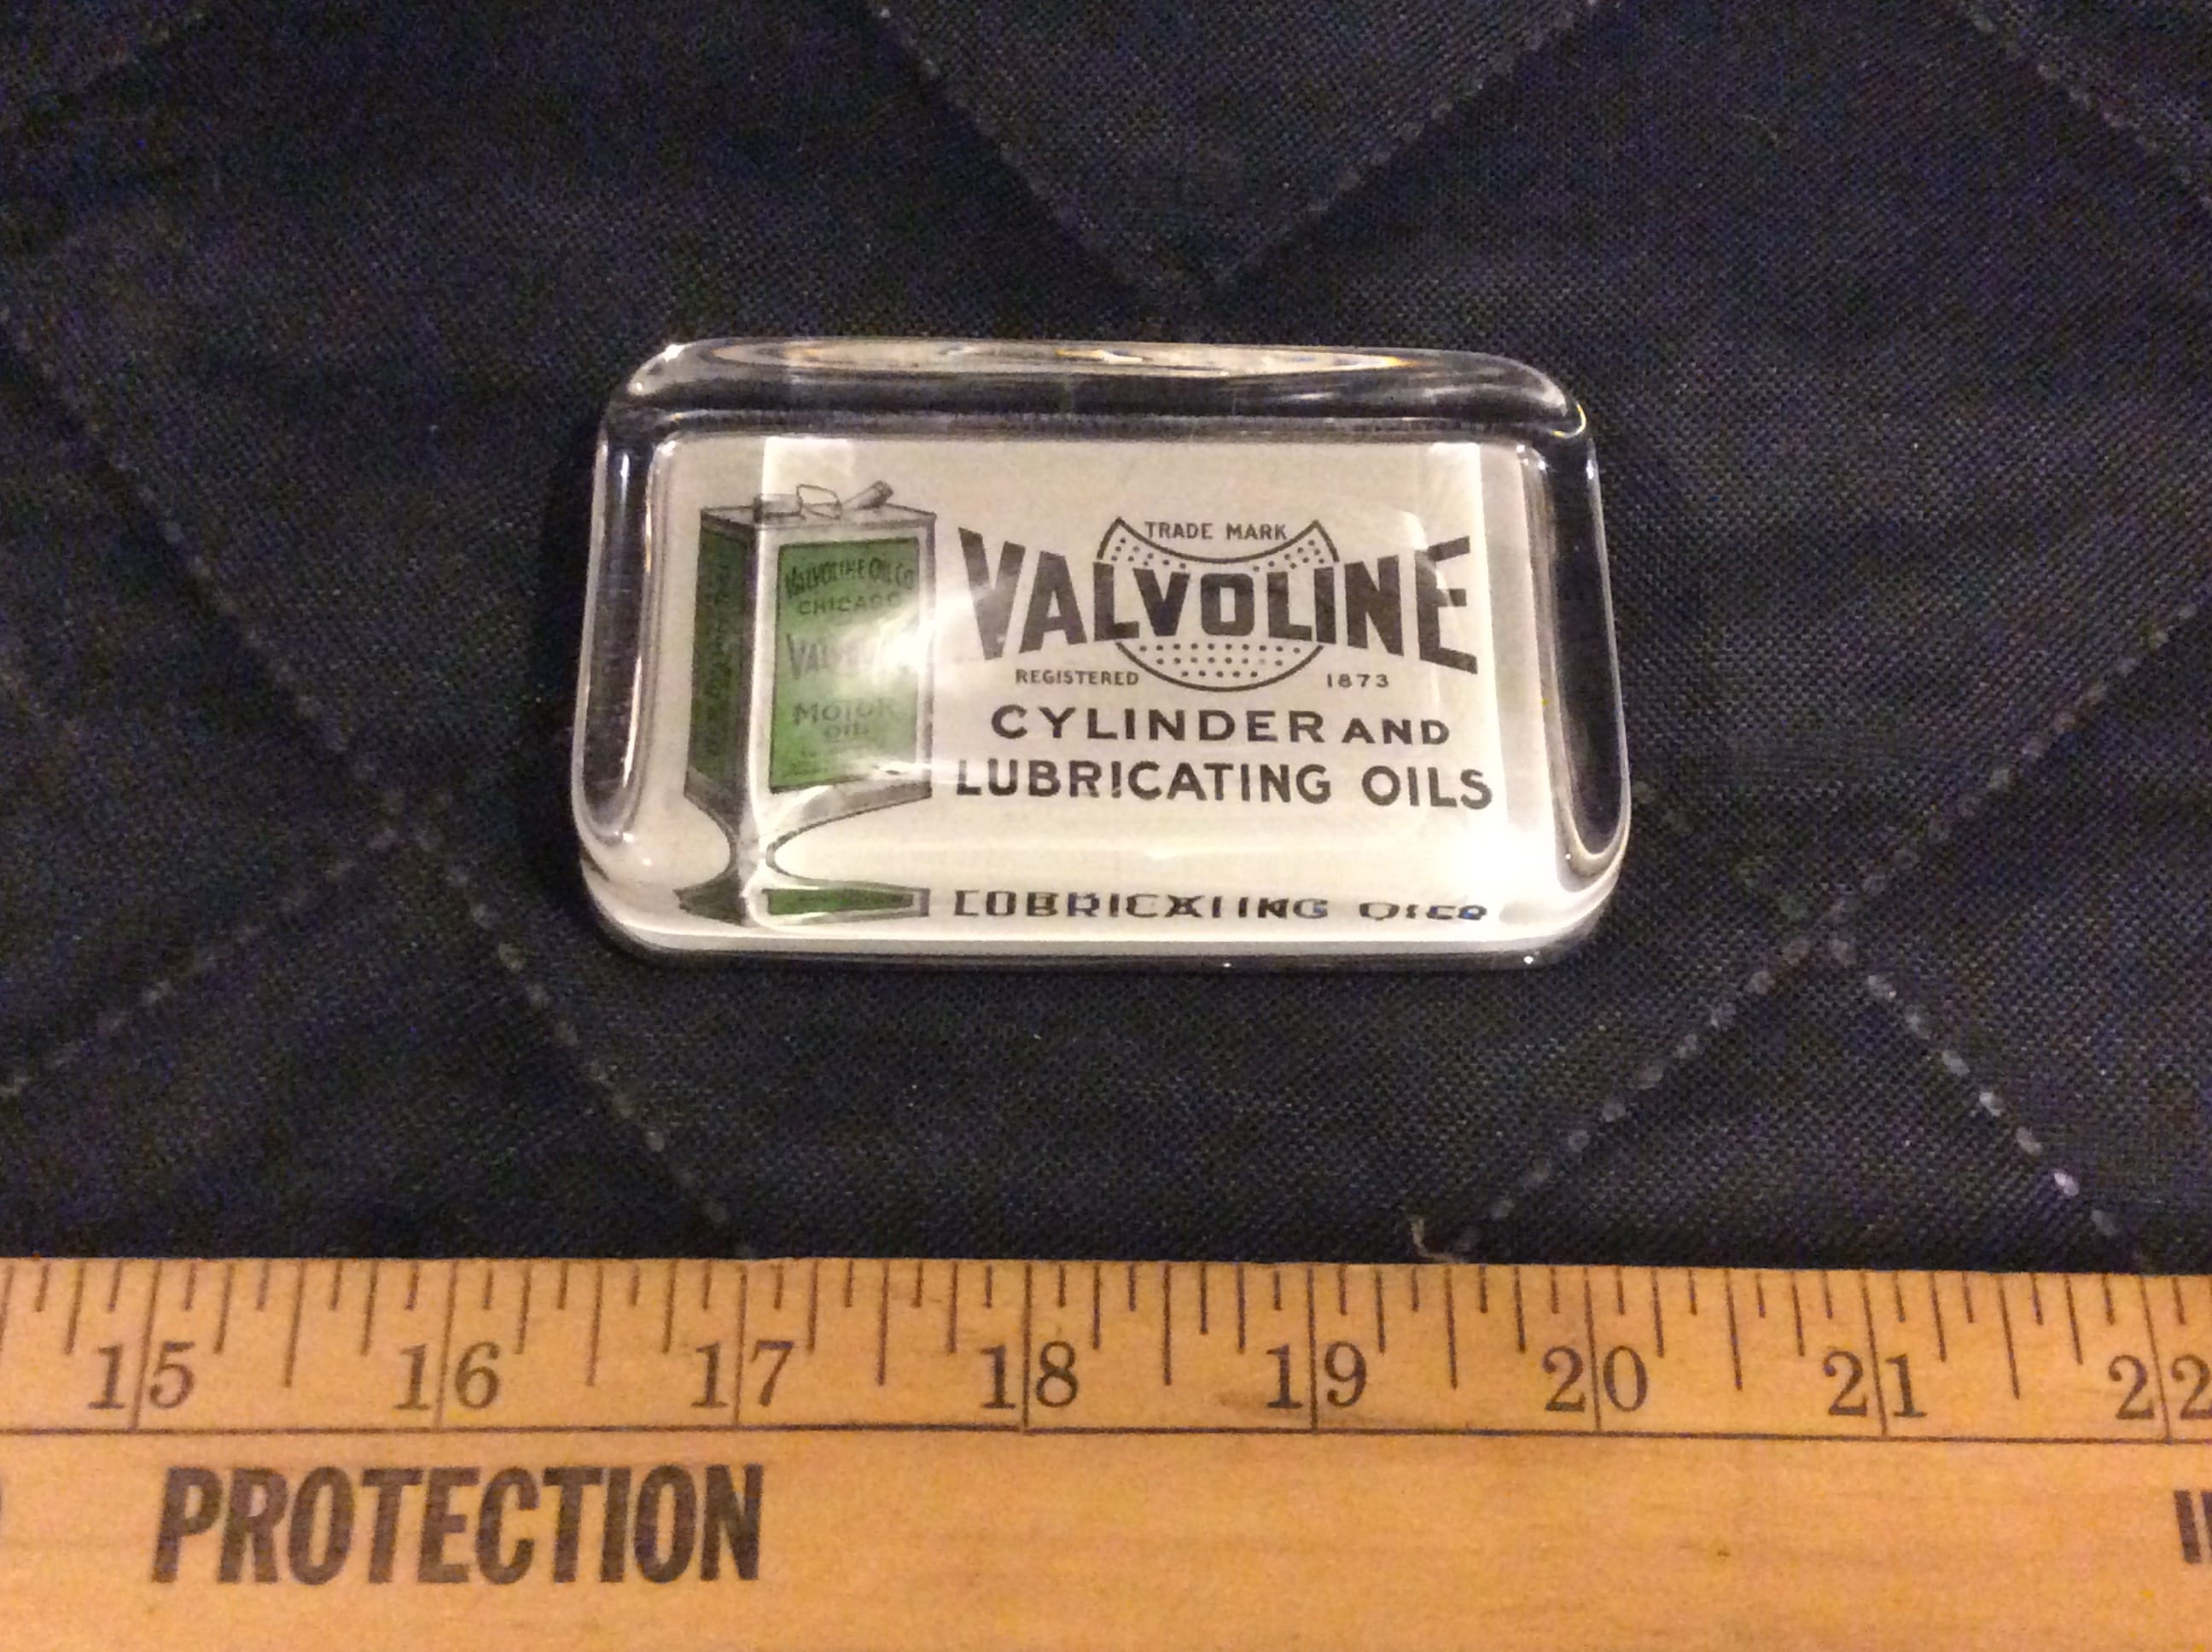 VALVOLINE OIL CO
CHICAGO
MOTOR
OIL
TRADE MARK
VALVOLINE
REGISTERED 1873
CYLINDER AND
LUBRICATING OILS
15 16 17 18 19 20 21 22
PROTECTION